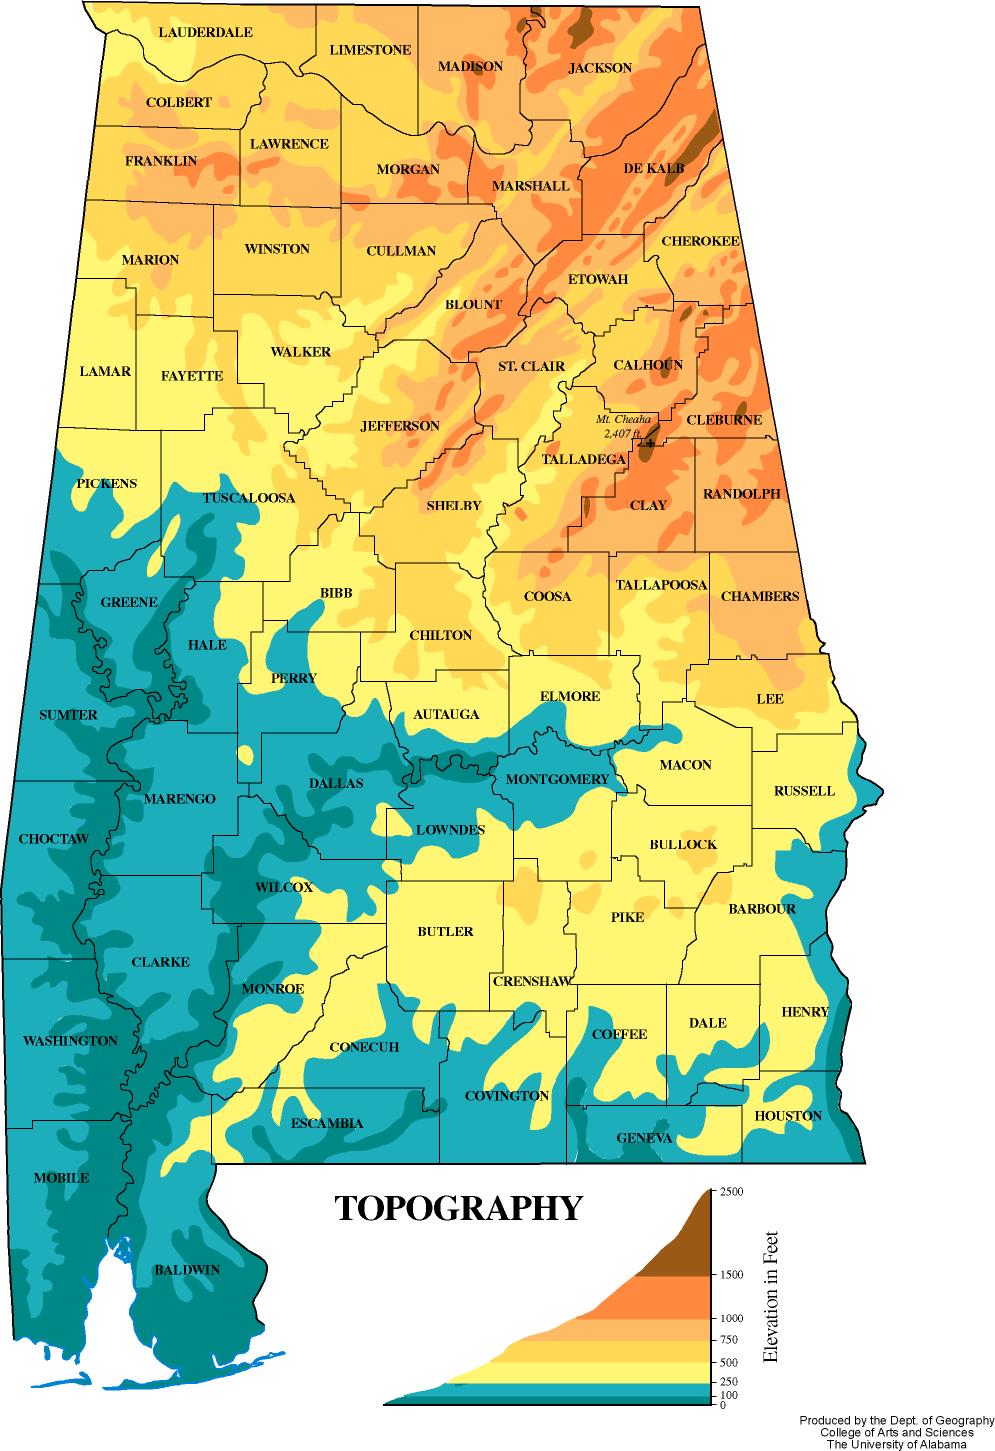 LAUDERDALE
LIMESTONE
MADISON
JACKSON
COLBERT
LAWRENCE
FRANKLIN
MORGAN
DE KALB
MARSHALL
CHEROKEE
WINSTON
CULLMAN
MARION
ETOWAH
BLOUNT
WALKER
ST. CLAIR
CALHOUN
LAMAR
FAYETTE
JEFFERSON
Mt. Cheaha
2,407 ft.
CLEBURNE
TALLADEGA
PICKENS
TUSCALOOSA
SHELBY
CLAY
RANDOLPH
GREENE
BIBB
COOSA
TALLAPOOSA
CHAMBERS
HALE
CHILTON
PERRY
ELMORE
LEE
SUMTER
AUTAUGA
MACON
DALLAS
MONTGOMERY
RUSSELL
MARENGO
CHOCTAW
LOWNDES
BULLOCK
WILCOX
BARBOUR
BUTLER
PIKE
CLARKE
MONROE
CRENSHAW
WASHINGTON
CONECUH
COFFEE
DALE
HENRY
COVINGTON
ESCAMBIA
GENEVA
HOUSTON
MOBILE
BALDWIN
TOPOGRAPHY
2500
1500
1000
750
500
250
100
0
Elevation in Feet
Produced by the Dept. of Geography
College of Arts and Sciences
The University of Alabama